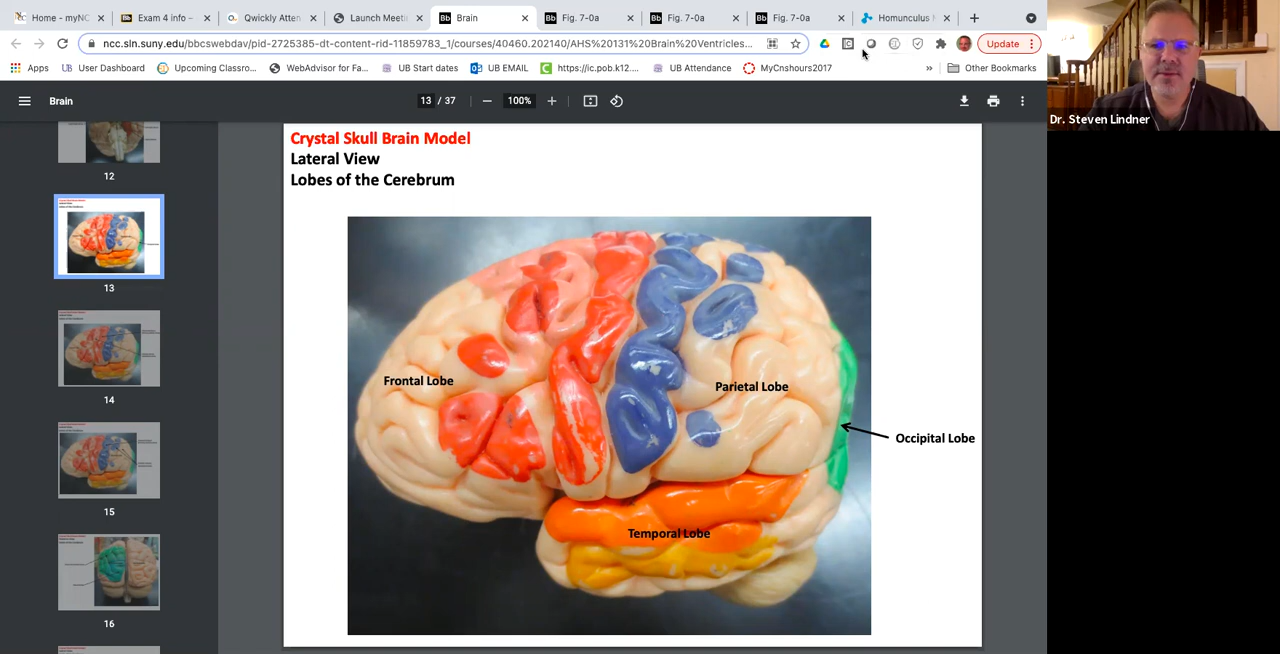 Home - myNC
Exam 4 info –
Qwickly Atten
Launch Meeti
Brain
Fig. 7-0a
Fig. 7-0a
Fig. 7-0a
Homunculus
ncc.sln.suny.edu/bbcswebdav/pid-2725385-dt-content-rid-11859783_1/courses/40460.202140/AHS%20131%20Brain%20Ventricles...
Update
Apps
User Dashboard
Upcoming Classro...
WebAdvisor for Fa...
UB Start dates
UB EMAIL
https://ic.pob.k12....
UB Attendance
MyCnshours2017
»
Other Bookmarks
Brain
13 / 37
100%
Dr. Steven Lindner
12
13
14
15
16
Crystal Skull Brain Model
Lateral View
Lobes of the Cerebrum
Frontal Lobe
Parietal Lobe
Occipital Lobe
Temporal Lobe